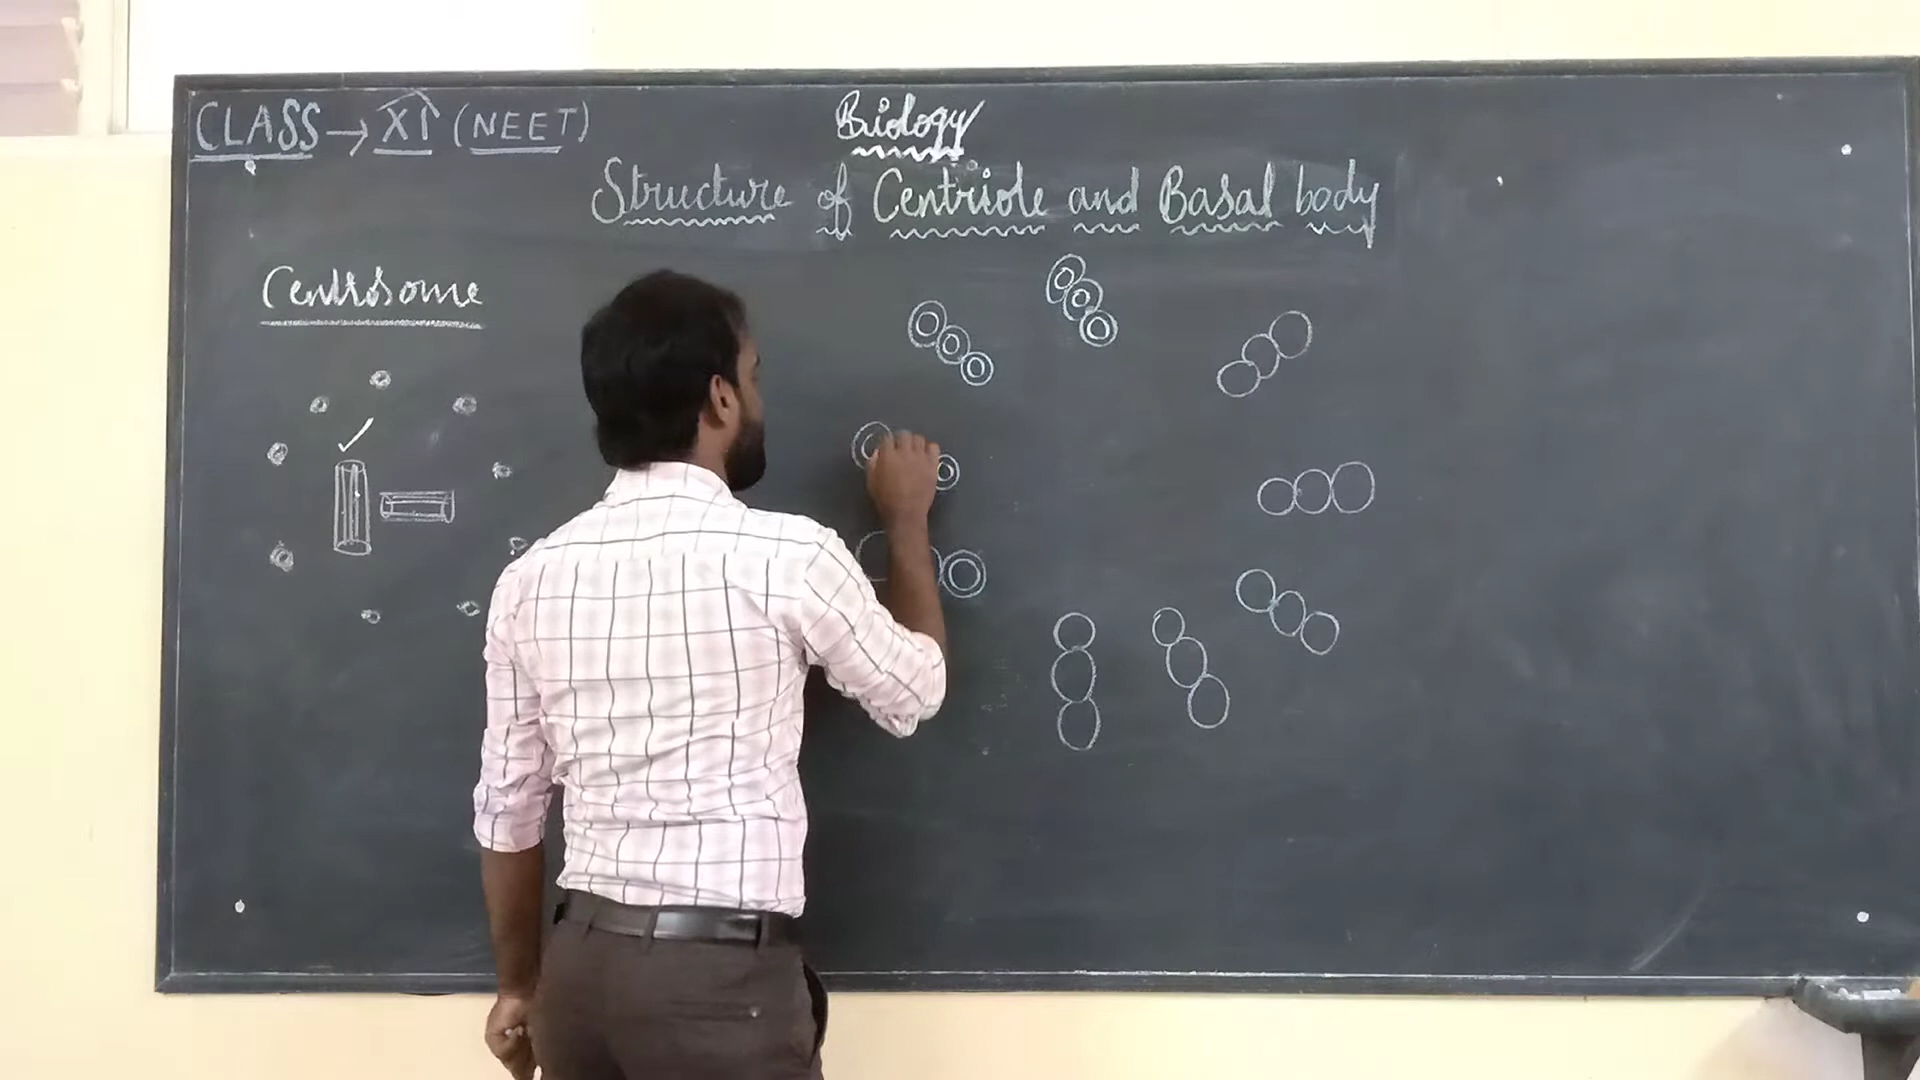 CLASS → XI (NEET)
Biology
Structure of Centriole and Basal body
Centrosome